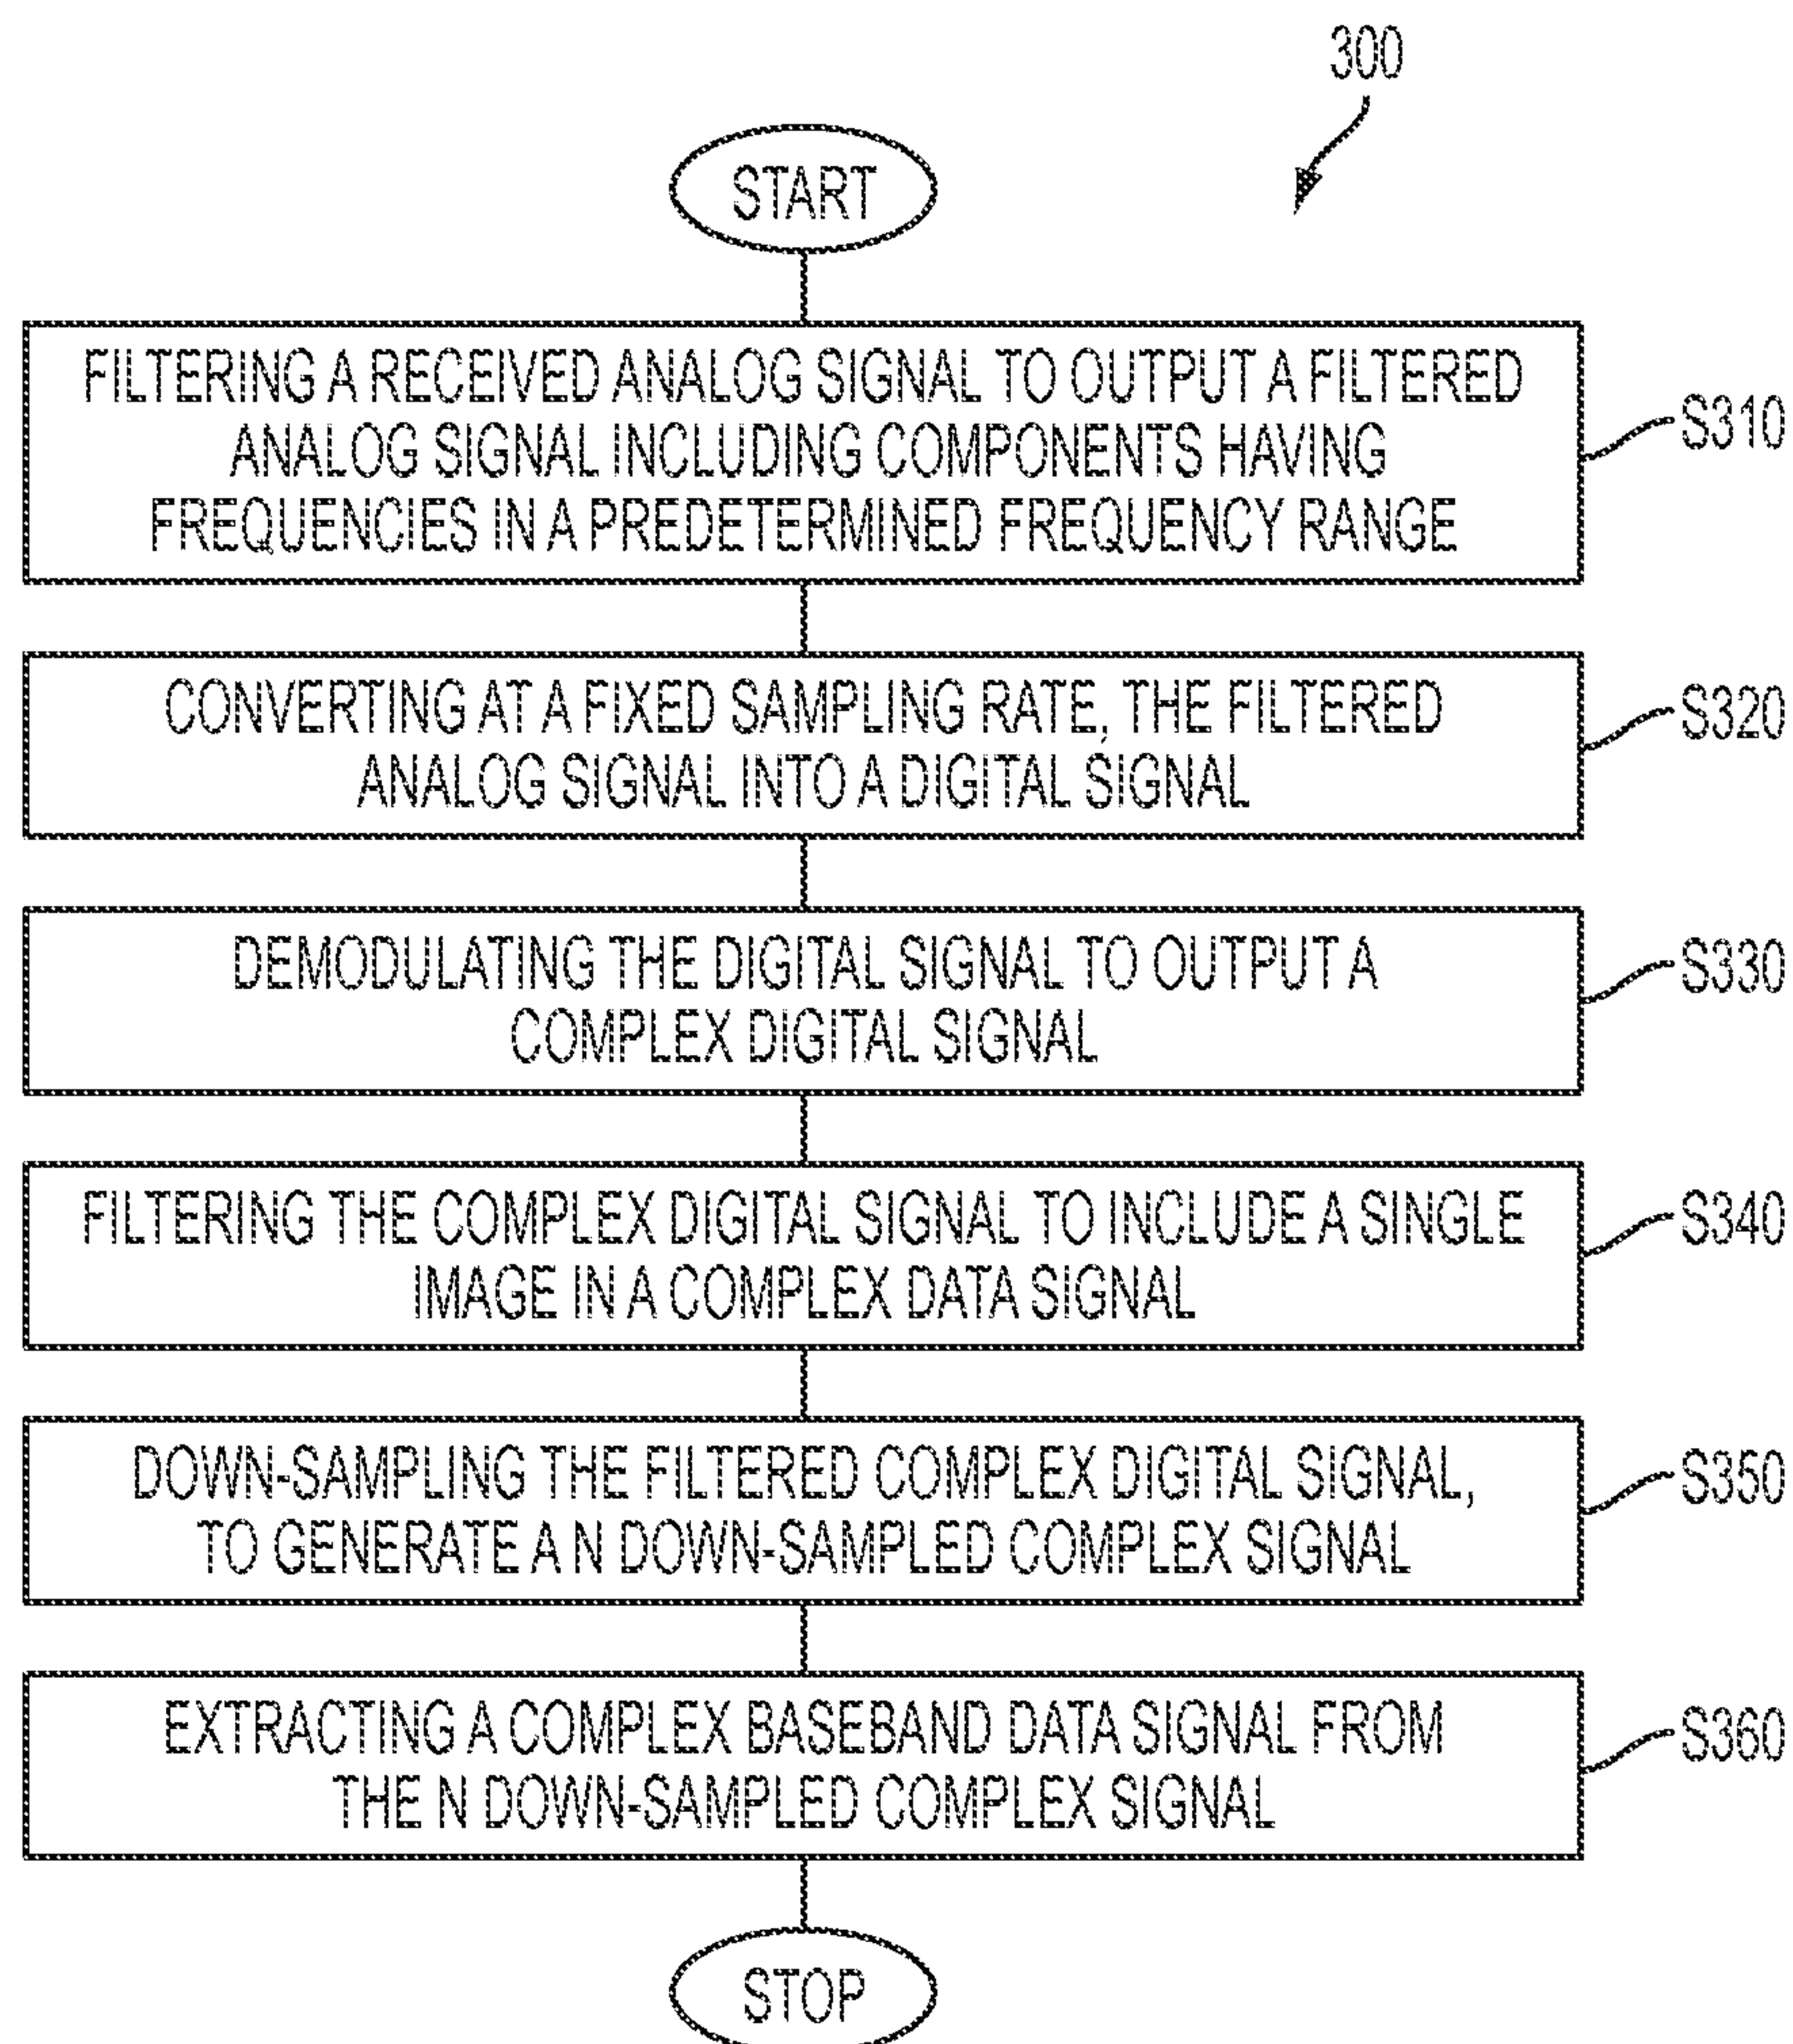 300
START
FILTERING A RECEIVED ANALOG SIGNAL TO OUTPUT A FILTERED
ANALOG SIGNAL INCLUDING COMPONENTS HAVING
FREQUENCIES IN A PREDETERMINED FREQUENCY RANGE
S310
CONVERTING AT A FIXED SAMPLING RATE, THE FILTERED
ANALOG SIGNAL INTO A DIGITAL SIGNAL
S320
DEMODULATING THE DIGITAL SIGNAL TO OUTPUT A
COMPLEX DIGITAL SIGNAL
S330
FILTERING THE COMPLEX DIGITAL SIGNAL TO INCLUDE A SINGLE
IMAGE IN A COMPLEX DATA SIGNAL
S340
DOWN-SAMPLING THE FILTERED COMPLEX DIGITAL SIGNAL,
TO GENERATE A N DOWN-SAMPLED COMPLEX SIGNAL
S350
EXTRACTING A COMPLEX BASEBAND DATA SIGNAL FROM
THE N DOWN-SAMPLED COMPLEX SIGNAL
S360
STOP